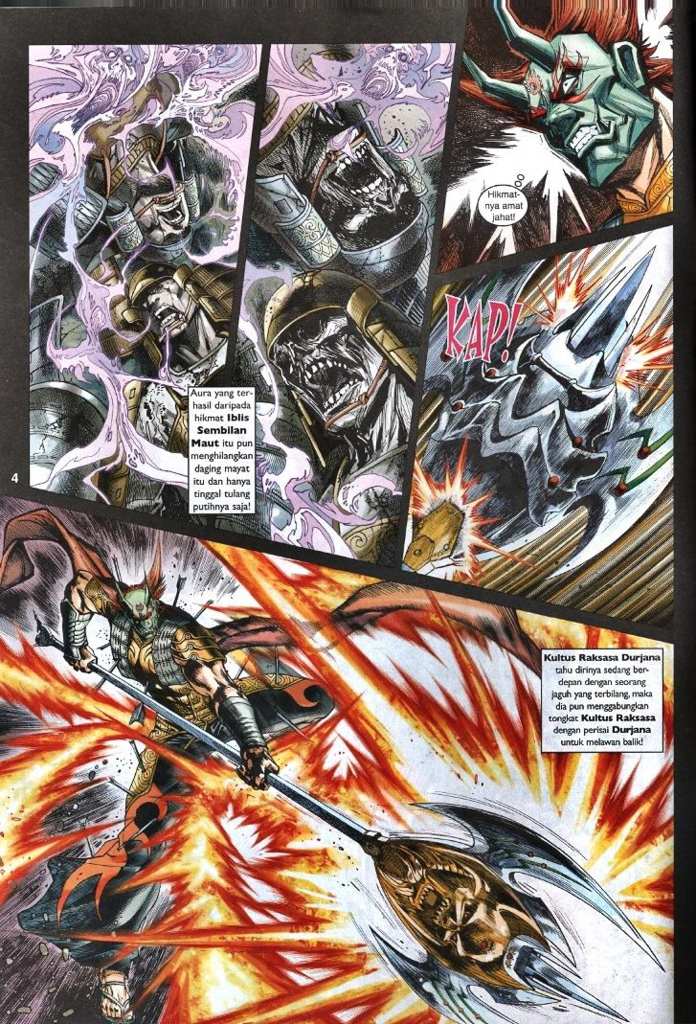 Aura yang ter-
hasil daripada
hikmat Iblis
Sembilan
Maut itu pun
menghilangkan
daging mayat
itu dan hanya
tinggal tulang
putihnya saja!
Hikmat-
nya amat
jahat!
KAP!
4
Kultus Raksasa Durjana
tahu dirinya sedang ber-
depan dengan seorang
jaguh yang terbilang, maka
dia pun menggabungkan
tongkat Kultus Raksasa
dengan perisai Durjana
untuk melawan balik!